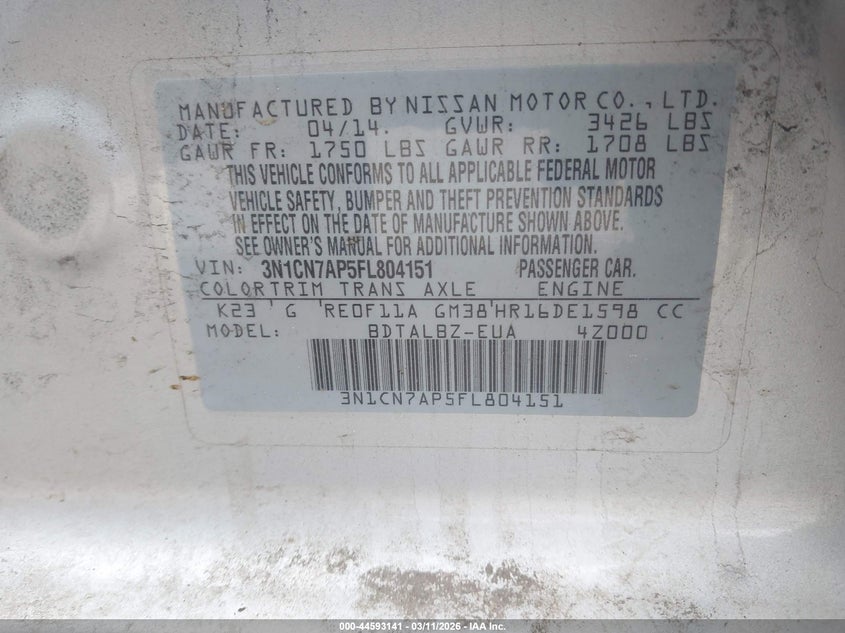 MANUFACTURED BY NISSAN MOTOR CO., LTD.
DATE: 04/14. GVWR: 3426 LBS
GAWR FR: 1750 LBS GAWR RR: 1708 LBS
THIS VEHICLE CONFORMS TO ALL APPLICABLE FEDERAL MOTOR
VEHICLE SAFETY, BUMPER AND THEFT PREVENTION STANDARDS
IN EFFECT ON THE DATE OF MANUFACTURE SHOWN ABOVE.
SEE OWNER'S MANUAL FOR ADDITIONAL INFORMATION.
VIN: 3N1CN7AP5FL804151 PASSENGER CAR.
COLOR TRIM TRANS AXLE ENGINE
K23 ' G 'RE0F11A GM38'HR16DE1598 CC
MODEL: BDTALBZ-EUA 4Z000
3N1CN7AP5FL804151
000-44593141 - 03/11/2026 - IAA Inc.